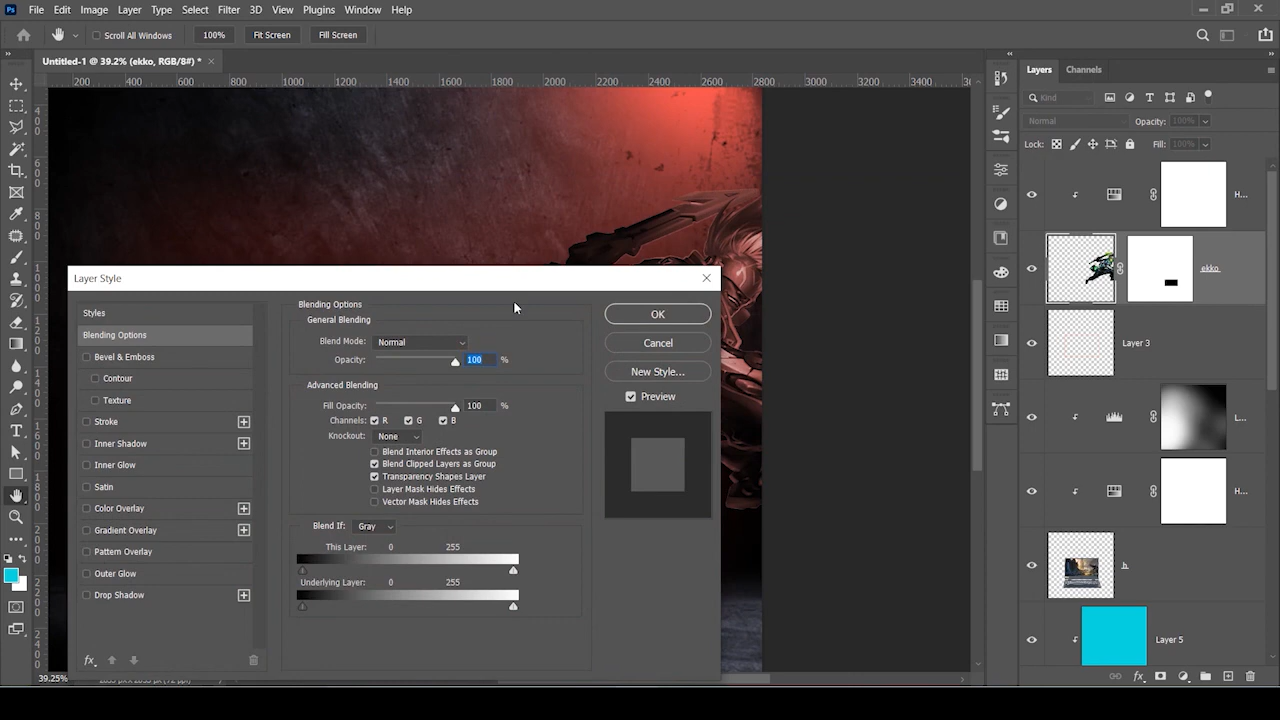 Ps File Edit Image Layer Type Select Filter 3D View Plugins Window Help
Scroll All Windows 100% Fit Screen Fill Screen
Untitled-1 @ 39.2% (ekko, RGB/8#) *
200 400 600 800 1000 1200 1400 1600 1800 2000 2200 2400 2600 2800 3000 3200 3400
Layers Channels
Kind
Normal Opacity: 100%
Lock: Fill: 100%
H...
ekko
Layer 3
L...
H...
h
Layer 5
Layer Style
Styles
Blending Options
Bevel & Emboss
Contour
Texture
Stroke
Inner Shadow
Inner Glow
Satin
Color Overlay
Gradient Overlay
Pattern Overlay
Outer Glow
Drop Shadow
fx
Blending Options
General Blending
Blend Mode: Normal
Opacity: 100 %
Advanced Blending
Fill Opacity: 100 %
Channels: R G B
Knockout: None
Blend Interior Effects as Group
Blend Clipped Layers as Group
Transparency Shapes Layer
Layer Mask Hides Effects
Vector Mask Hides Effects
Blend If: Gray
This Layer: 0 255
Underlying Layer: 0 255
OK
Cancel
New Style...
Preview
39.25%